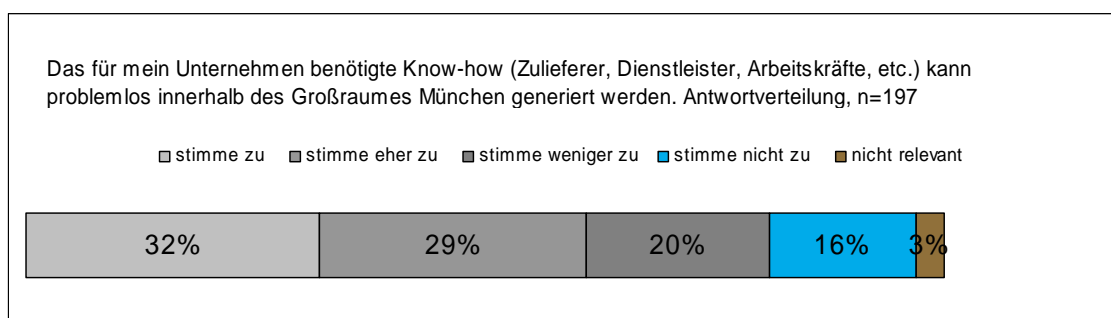 Das für mein Unternehmen benötigte Know-how (Zulieferer, Dienstleister, Arbeitskräfte, etc.) kann
problemlos innerhalb des Großraumes München generiert werden. Antwortverteilung, n=197
stimme zu stimme eher zu stimme weniger zu stimme nicht zu nicht relevant
32% 29% 20% 16% 3%